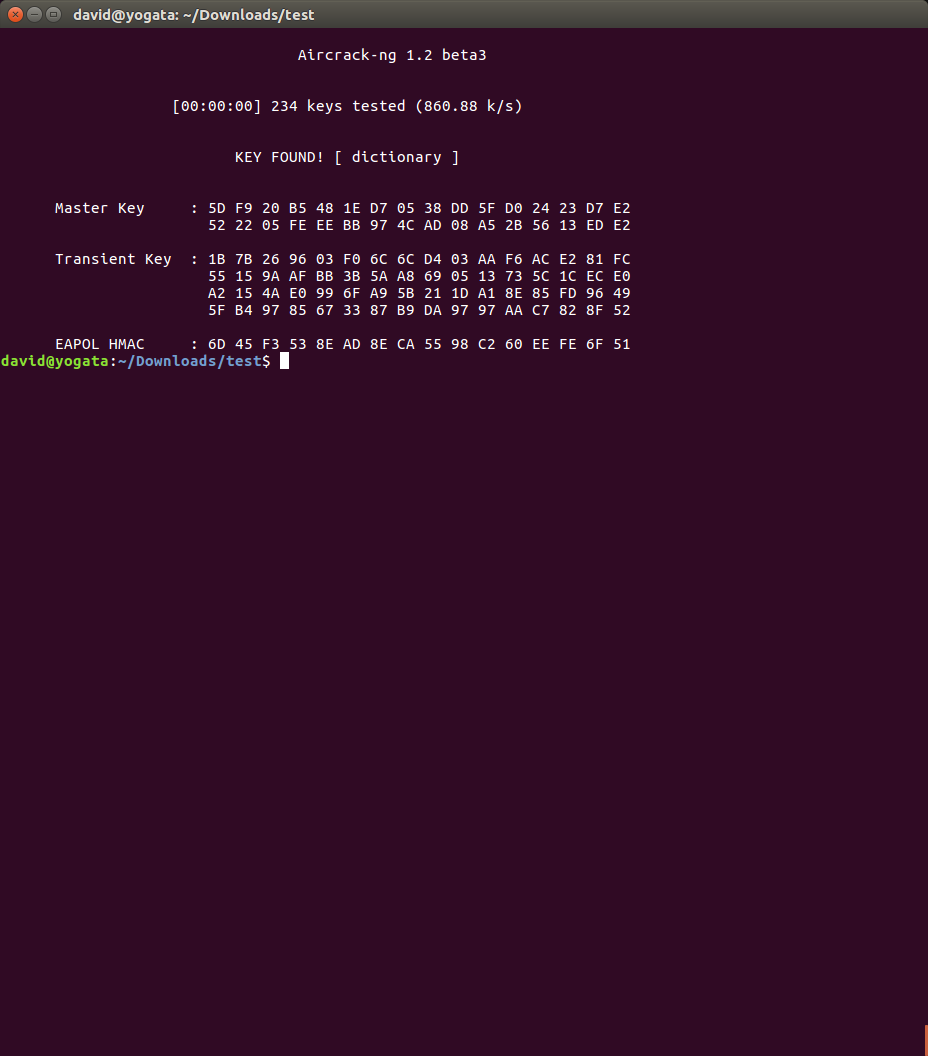 david@yogata: ~/Downloads/test
Aircrack-ng 1.2 beta3
[00:00:00] 234 keys tested (860.88 k/s)
KEY FOUND! [ dictionary ]
Master Key     : 5D F9 20 B5 48 1E D7 05 38 DD 5F D0 24 23 D7 E2
52 22 05 FE EE BB 97 4C AD 08 A5 2B 56 13 ED E2
Transient Key  : 1B 7B 26 96 03 F0 6C 6C D4 03 AA F6 AC E2 81 FC
55 15 9A AF BB 3B 5A A8 69 05 13 73 5C 1C EC E0
A2 15 4A E0 99 6F A9 5B 21 1D A1 8E 85 FD 96 49
5F B4 97 85 67 33 87 B9 DA 97 97 AA C7 82 8F 52
EAPOL HMAC     : 6D 45 F3 53 8E AD 8E CA 55 98 C2 60 EE FE 6F 51
david@yogata:~/Downloads/test$